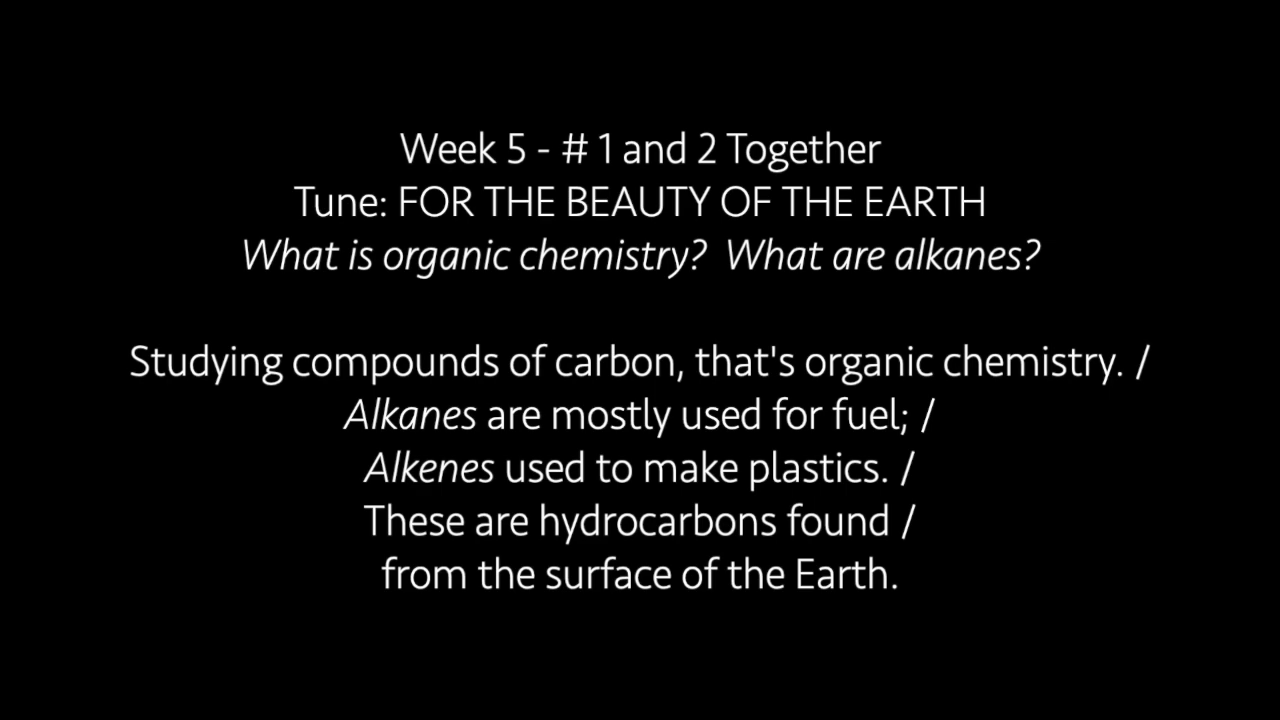 Week 5 - # 1 and 2 Together
Tune: FOR THE BEAUTY OF THE EARTH
What is organic chemistry?  What are alkanes?
Studying compounds of carbon, that's organic chemistry. /
Alkanes are mostly used for fuel; /
Alkenes used to make plastics. /
These are hydrocarbons found /
from the surface of the Earth.